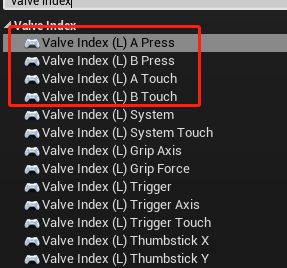 Valve Index
Valve Index
Valve Index (L) A Press
Valve Index (L) B Press
Valve Index (L) A Touch
Valve Index (L) B Touch
Valve Index (L) System
Valve Index (L) System Touch
Valve Index (L) Grip Axis
Valve Index (L) Grip Force
Valve Index (L) Trigger
Valve Index (L) Trigger Axis
Valve Index (L) Trigger Touch
Valve Index (L) Thumbstick X
Valve Index (L) Thumbstick Y